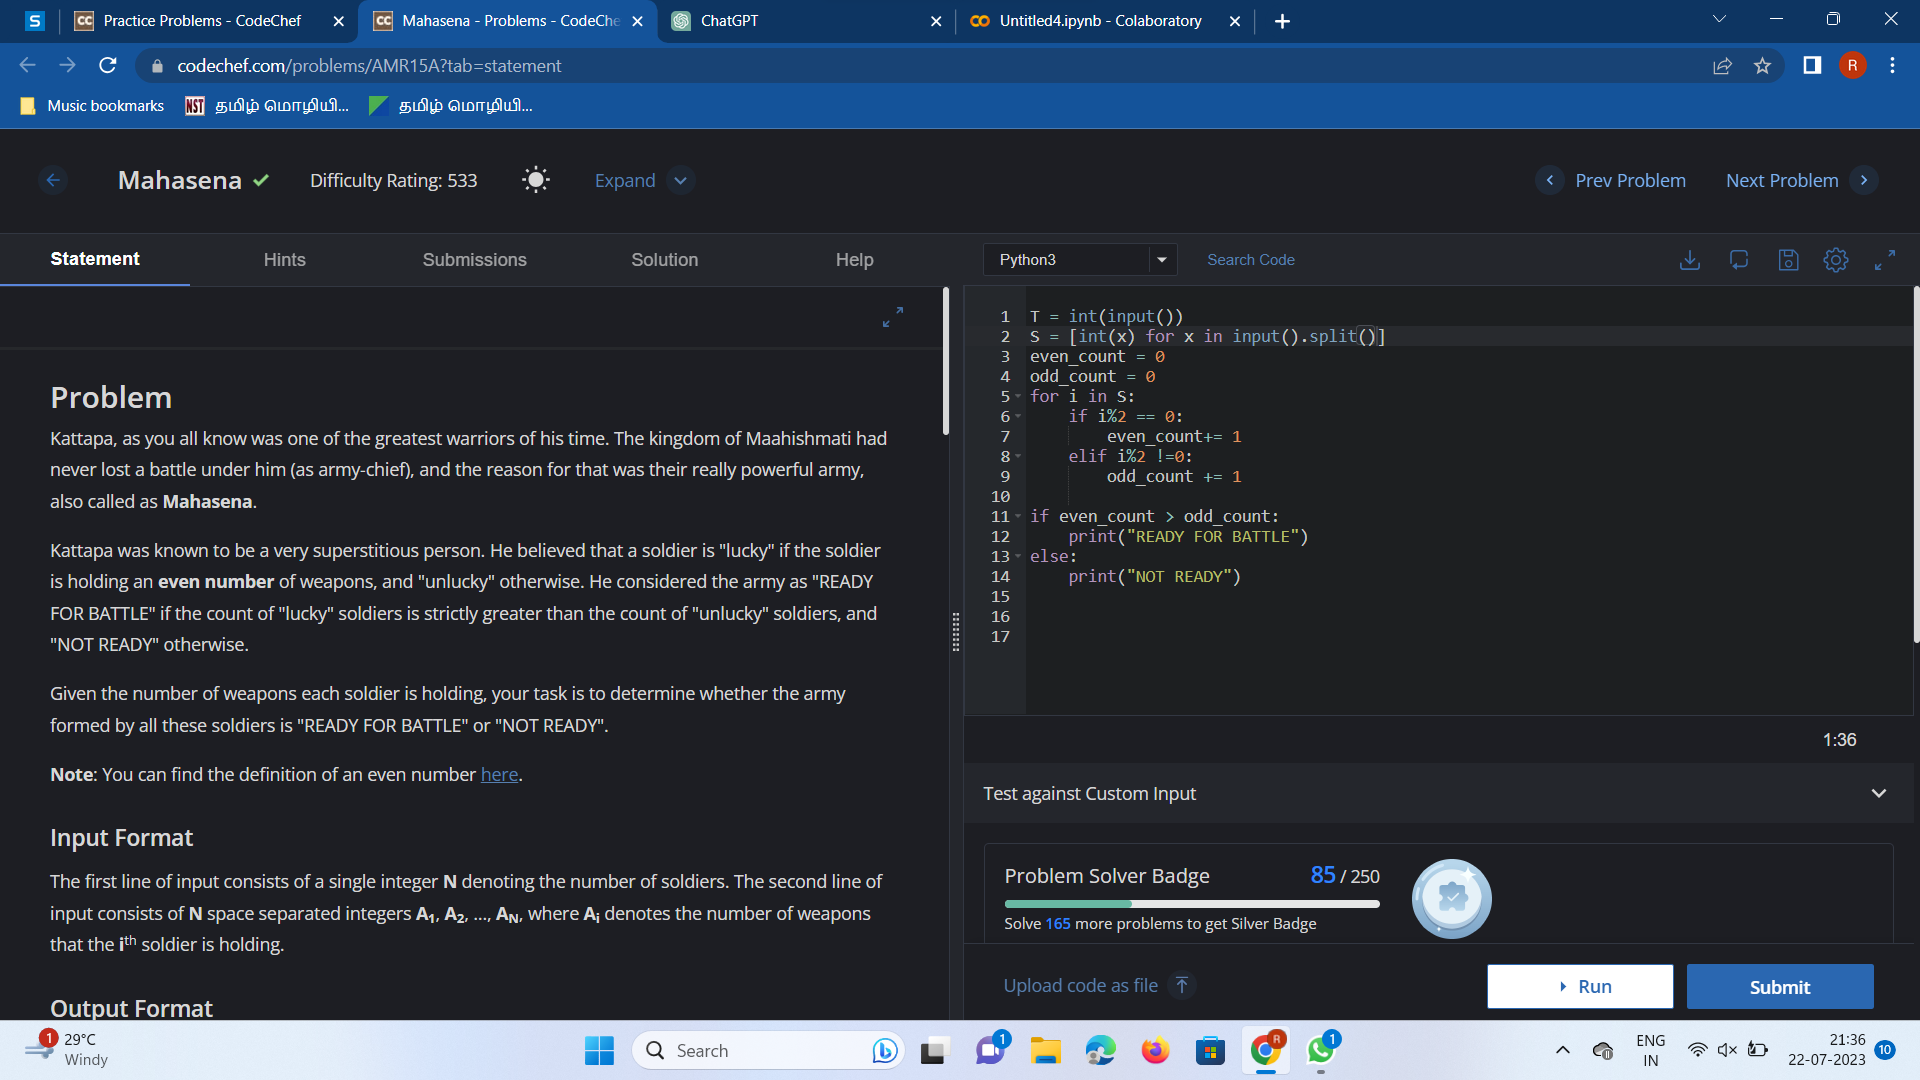 S
Practice Problems - CodeChef
Mahasena - Problems - CodeChe
ChatGPT
Untitled4.ipynb - Colaboratory
codechef.com/problems/AMR15A?tab=statement
R
Music bookmarks
NST தமிழ் மொழியி...
தமிழ் மொழியி...
Mahasena
Difficulty Rating: 533
Expand
Prev Problem
Next Problem
Statement
Hints
Submissions
Solution
Help
Problem
Kattapa, as you all know was one of the greatest warriors of his time. The kingdom of Maahishmati had
never lost a battle under him (as army-chief), and the reason for that was their really powerful army,
also called as Mahasena.
Kattapa was known to be a very superstitious person. He believed that a soldier is "lucky" if the soldier
is holding an even number of weapons, and "unlucky" otherwise. He considered the army as "READY
FOR BATTLE" if the count of "lucky" soldiers is strictly greater than the count of "unlucky" soldiers, and
"NOT READY" otherwise.
Given the number of weapons each soldier is holding, your task is to determine whether the army
formed by all these soldiers is "READY FOR BATTLE" or "NOT READY".
Note: You can find the definition of an even number here.
Input Format
The first line of input consists of a single integer N denoting the number of soldiers. The second line of
input consists of N space separated integers A1, A2, ..., AN, where Ai denotes the number of weapons
that the ith soldier is holding.
Output Format
Python3
Search Code
1 T = int(input())
2 S = [int(x) for x in input().split()]
3 even_count = 0
4 odd_count = 0
5 for i in S:
6     if i%2 == 0:
7         even_count+= 1
8     elif i%2 !=0:
9         odd_count += 1
10
11 if even_count > odd_count:
12     print("READY FOR BATTLE")
13 else:
14     print("NOT READY")
15
16
17
1:36
Test against Custom Input
Problem Solver Badge
85 / 250
Solve 165 more problems to get Silver Badge
Upload code as file
Run
Submit
1
29°C
Windy
Search
1
R
1
ENG
IN
21:36
22-07-2023
10